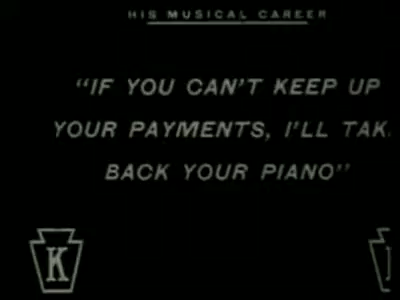 HIS MUSICAL CAREER
"IF YOU CAN'T KEEP UP
YOUR PAYMENTS, I'LL TAK
BACK YOUR PIANO"
K